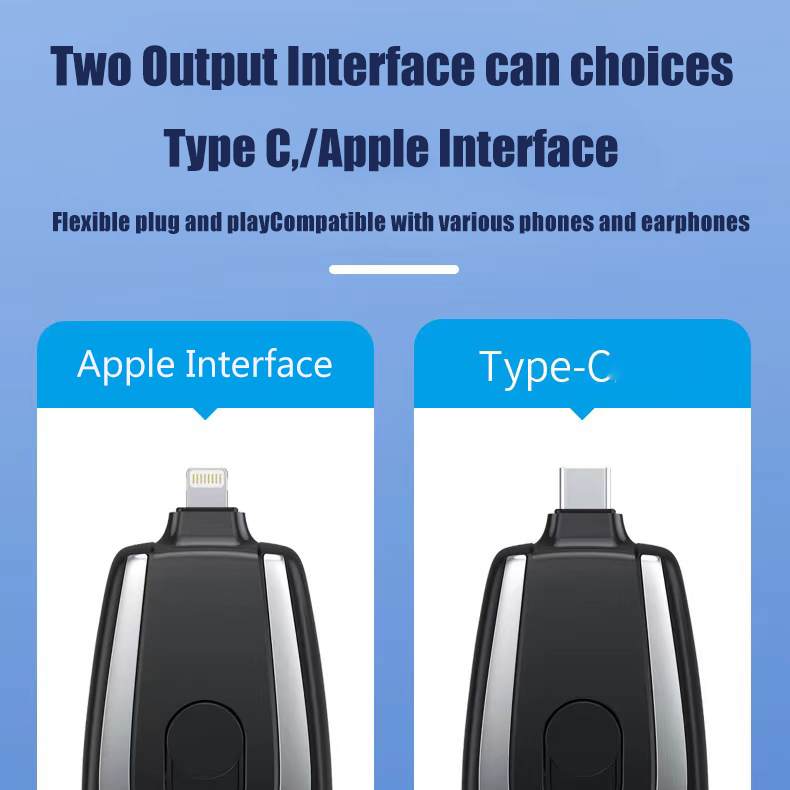 Two Output Interface can choices
Type C,/Apple Interface
Flexible plug and playCompatible with various phones and earphones
Apple Interface
Type-C